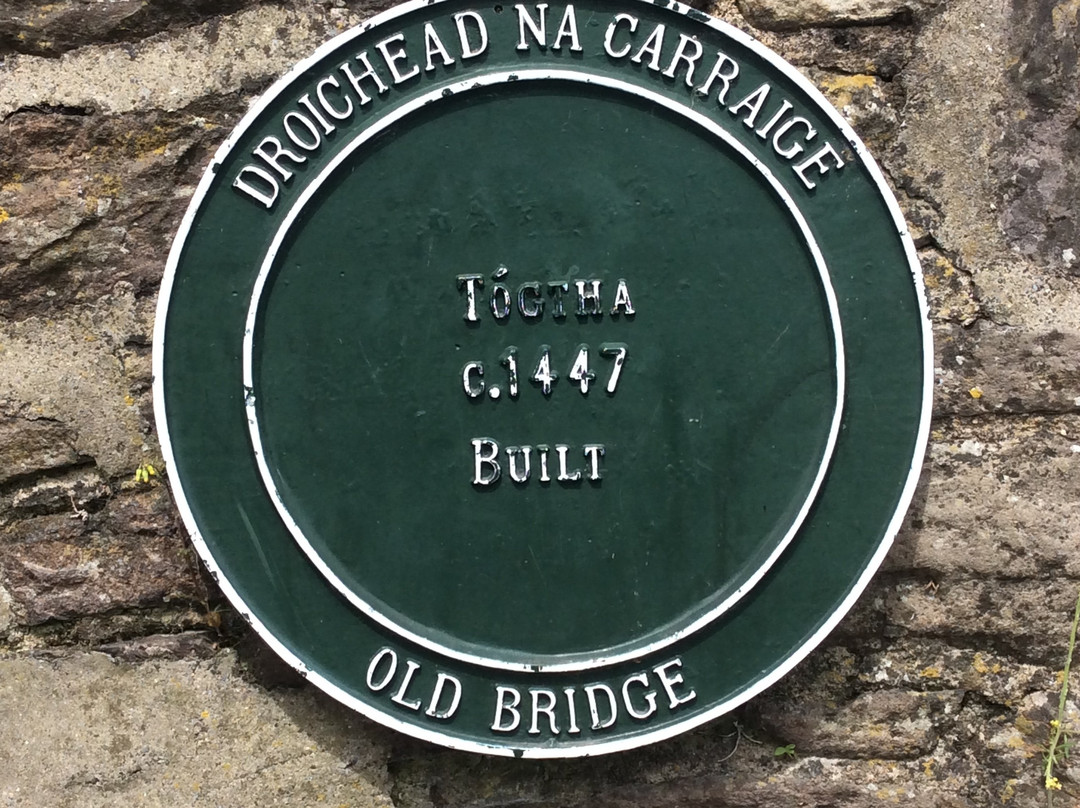 DROICHEAD NA CARRAIGE
TÓGTHA
c.1447
BUILT
OLD BRIDGE